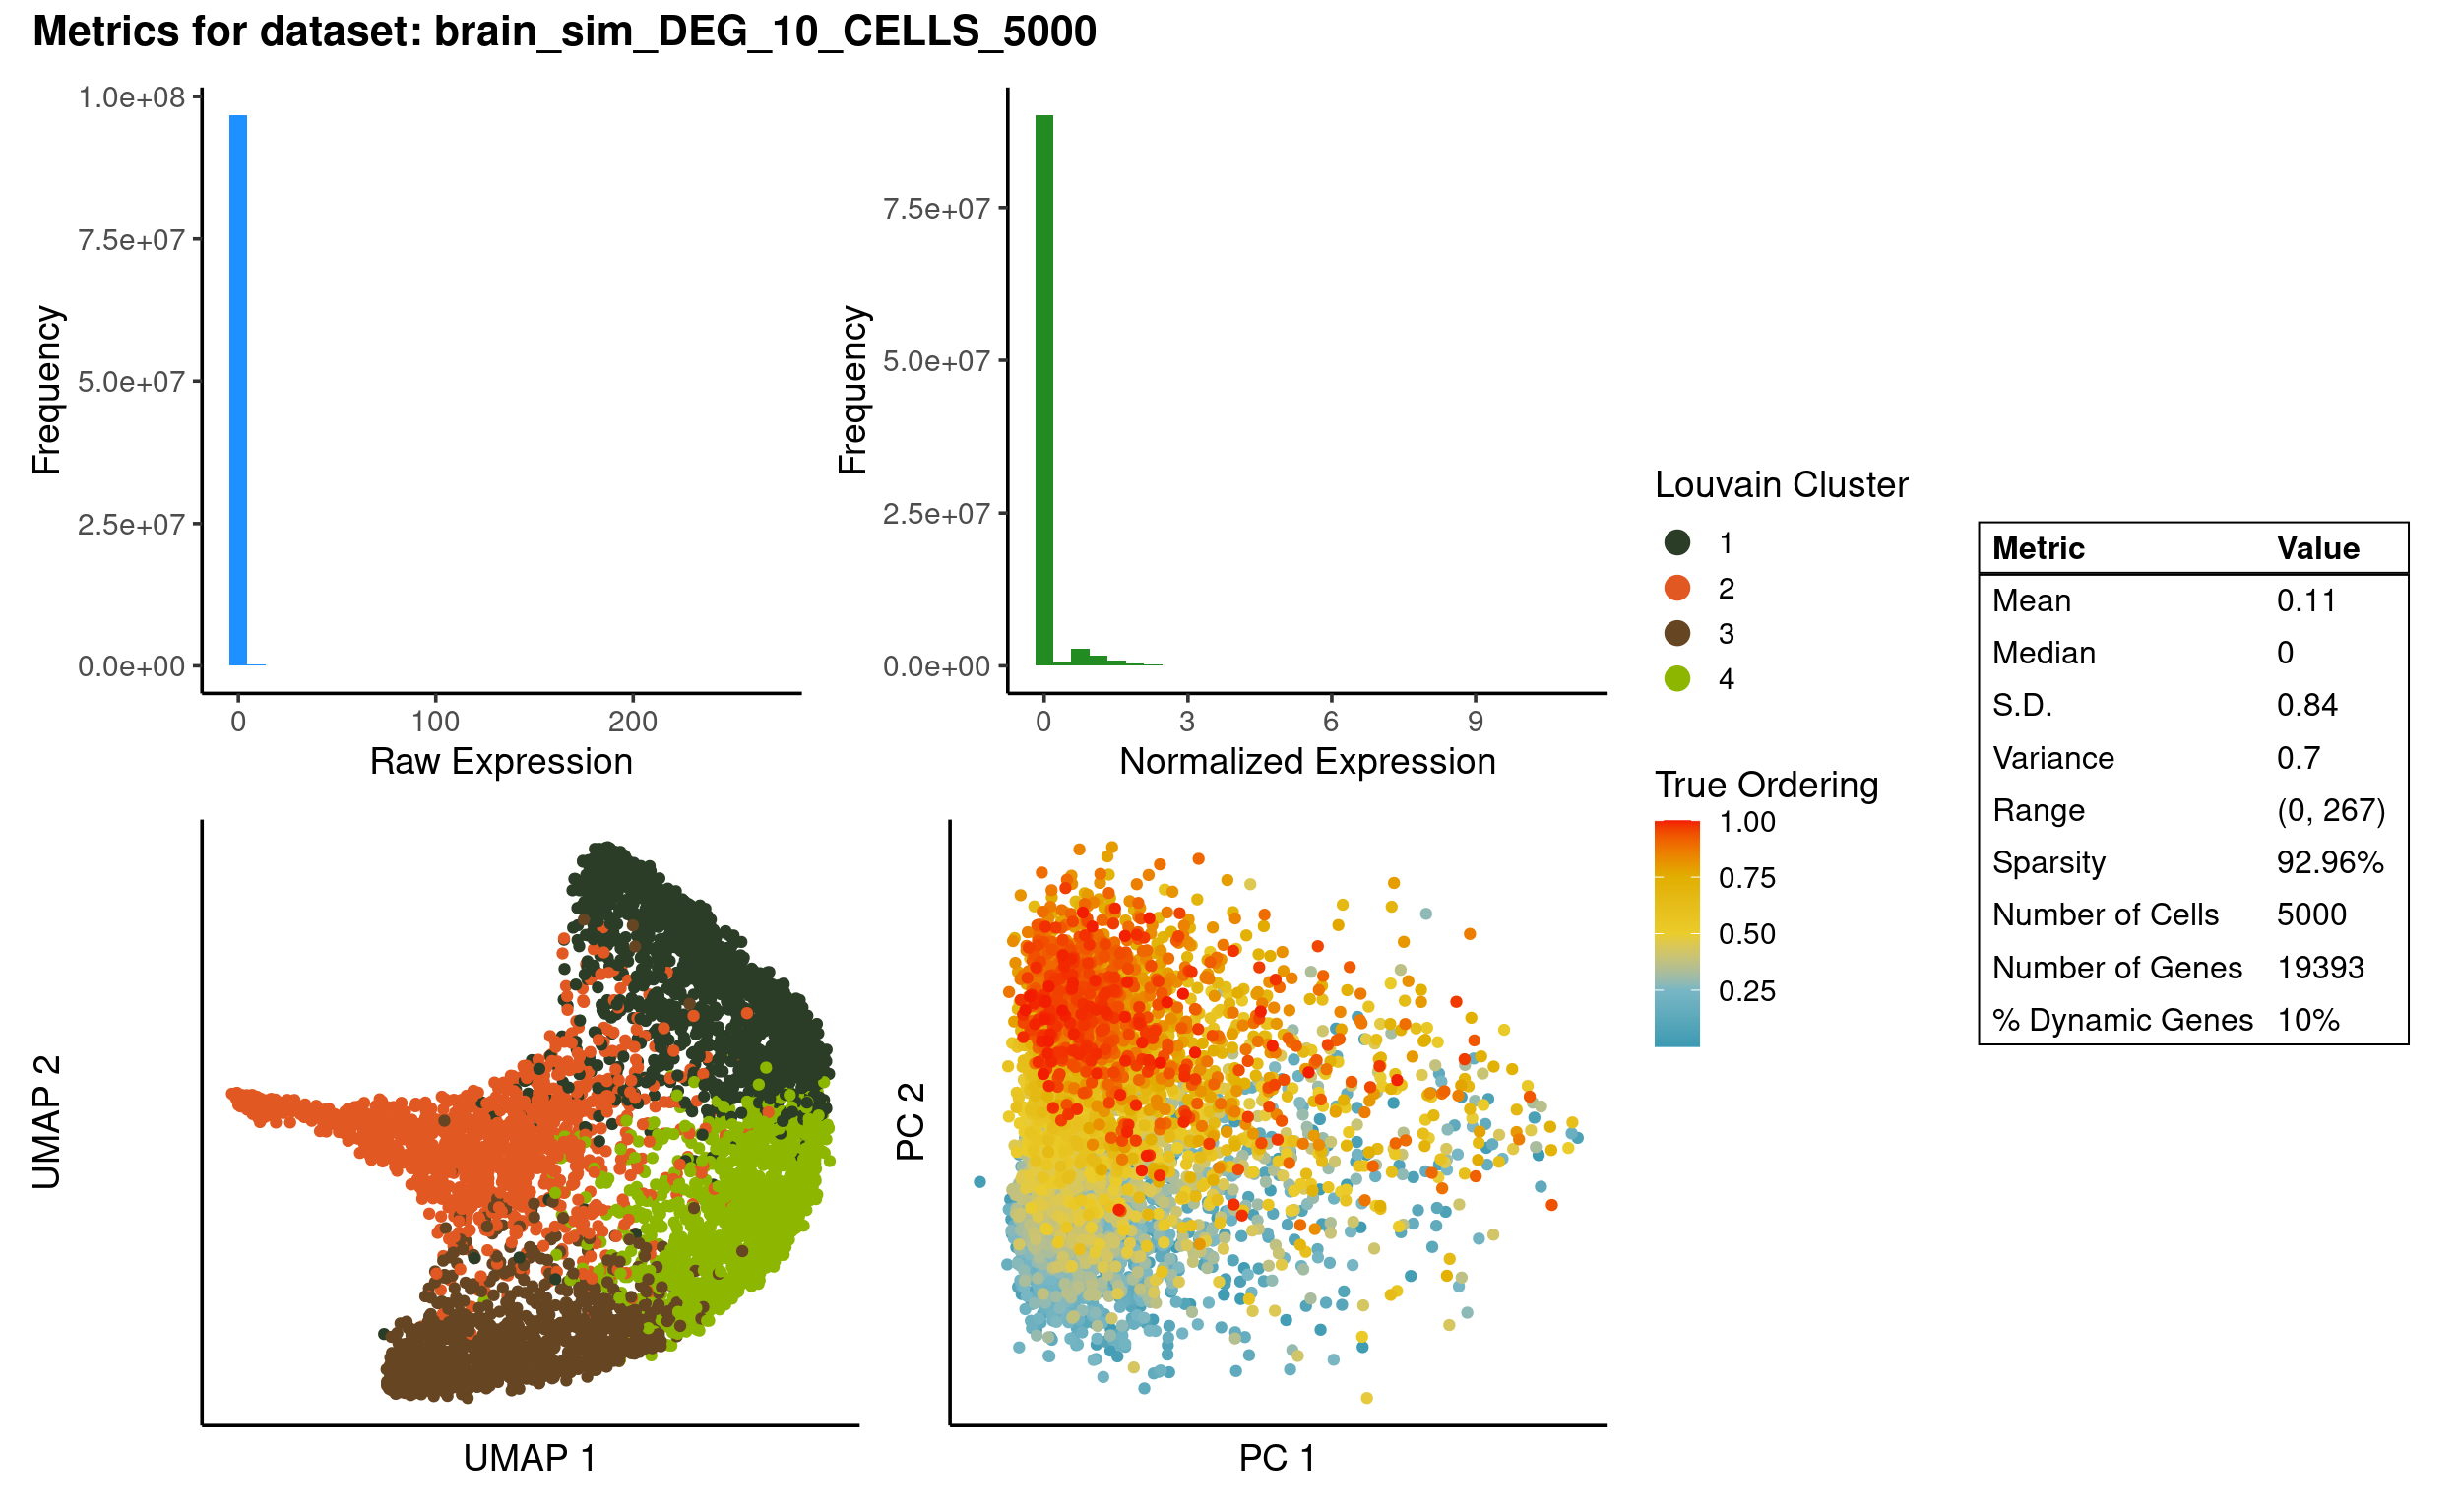 Metrics for dataset: brain_sim_DEG_10_CELLS_5000
1.0e+08
7.5e+07
5.0e+07
2.5e+07
0.0e+00
Frequency
0 100 200
Raw Expression
7.5e+07
5.0e+07
2.5e+07
0.0e+00
Frequency
0 3 6 9
Normalized Expression
UMAP 2
UMAP 1
PC 2
PC 1
Louvain Cluster
1
2
3
4
True Ordering
1.00
0.75
0.50
0.25
Metric Value
Mean 0.11
Median 0
S.D. 0.84
Variance 0.7
Range (0, 267)
Sparsity 92.96%
Number of Cells 5000
Number of Genes 19393
% Dynamic Genes 10%